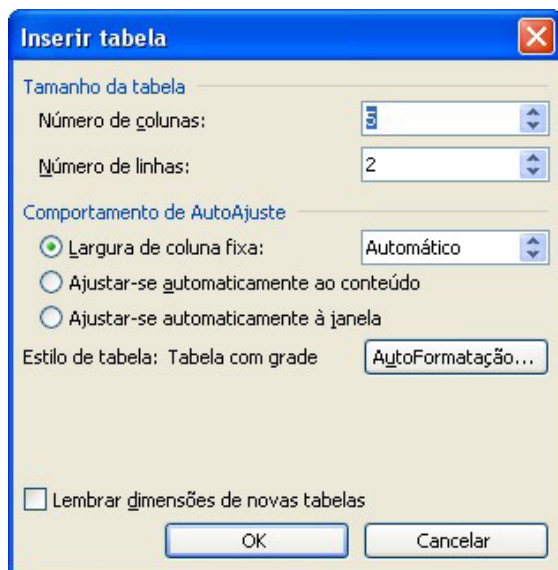 Inserir tabela
Tamanho da tabela
Número de colunas: 5
Número de linhas: 2
Comportamento de AutoAjuste
Largura de coluna fixa: Automático
Ajustar-se automaticamente ao conteúdo
Ajustar-se automaticamente à janela
Estilo de tabela: Tabela com grade AutoFormatação...
Lembrar dimensões de novas tabelas
OK Cancelar